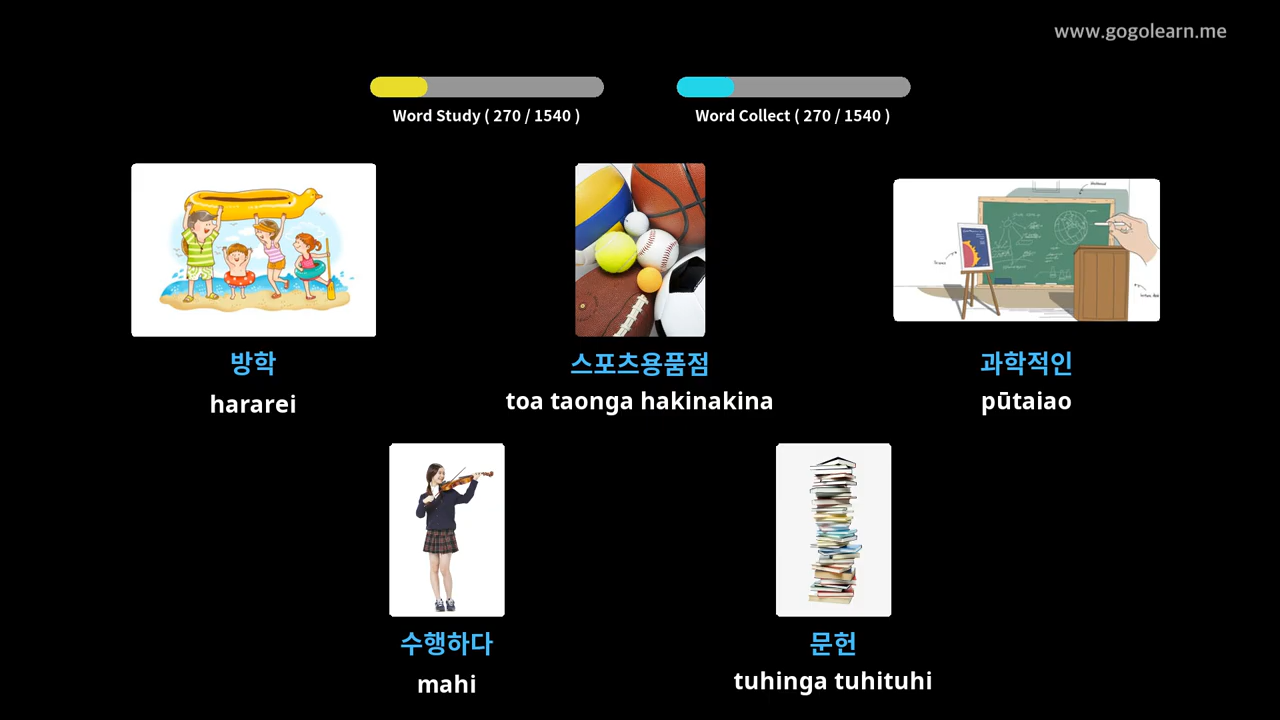 www.gogolearn.me
Word Study ( 270 / 1540 )
Word Collect ( 270 / 1540 )
방학
hararei
스포츠용품점
toa taonga hakinakina
과학적인
pūtaiao
수행하다
mahi
문헌
tuhinga tuhituhi